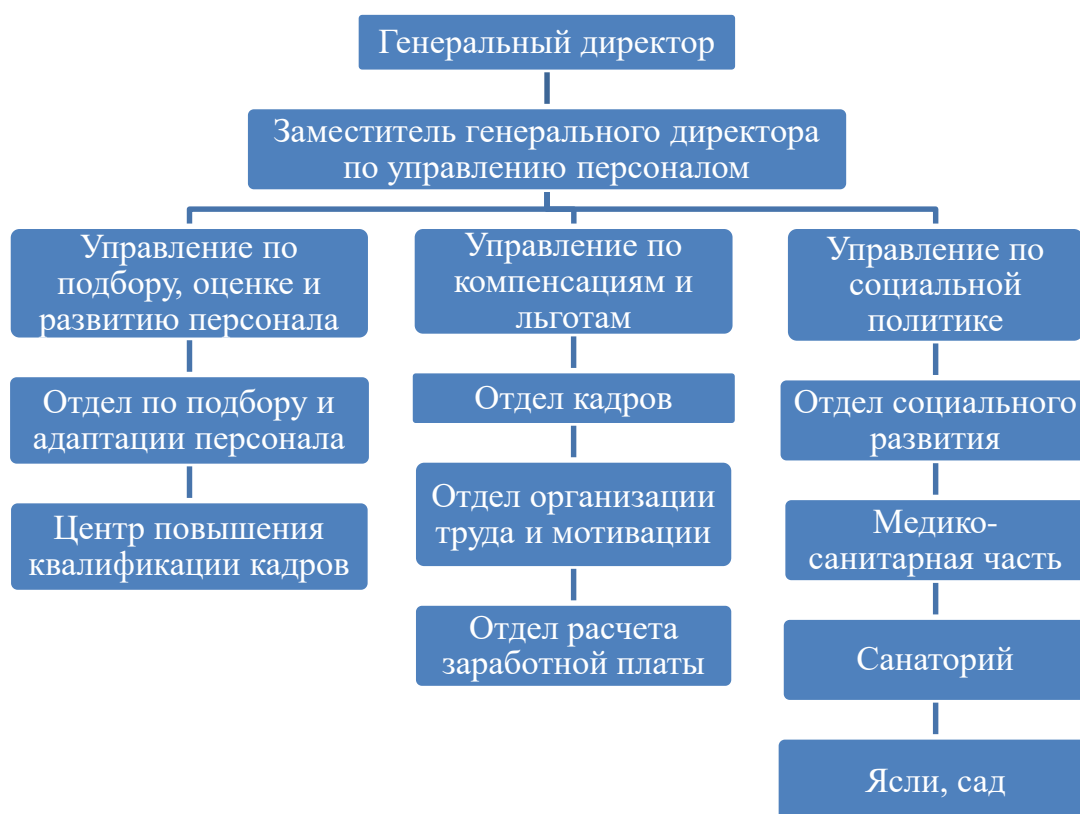 Генеральный директор
Заместитель генерального директора
по управлению персоналом
Управление по
подбору, оценке и
развитию персонала
Отдел по подбору и
адаптации персонала
Центр повышения
квалификации кадров
Управление по
компенсациям и
льготам
Отдел кадров
Отдел организации
труда и мотивации
Отдел расчета
заработной платы
Управление по
социальной
политике
Отдел социального
развития
Медико-
санитарная часть
Санаторий
Ясли, сад